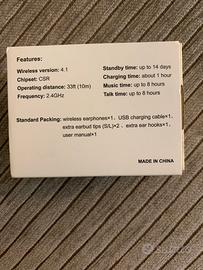 Features:
Wireless version: 4.1
Chipset: CSR
Operating distance: 33ft (10m)
Frequency: 2.4GHz
Standby time: up to 14 days
Charging time: about 1 hour
Music time: up to 8 hours
Talk time: up to 8 hours
Standard Packing: wireless earphones×1、USB charging cable×1、
extra earbud tips (S/L)×2 、extra ear hooks×1、
user manual×1
MADE IN CHINA